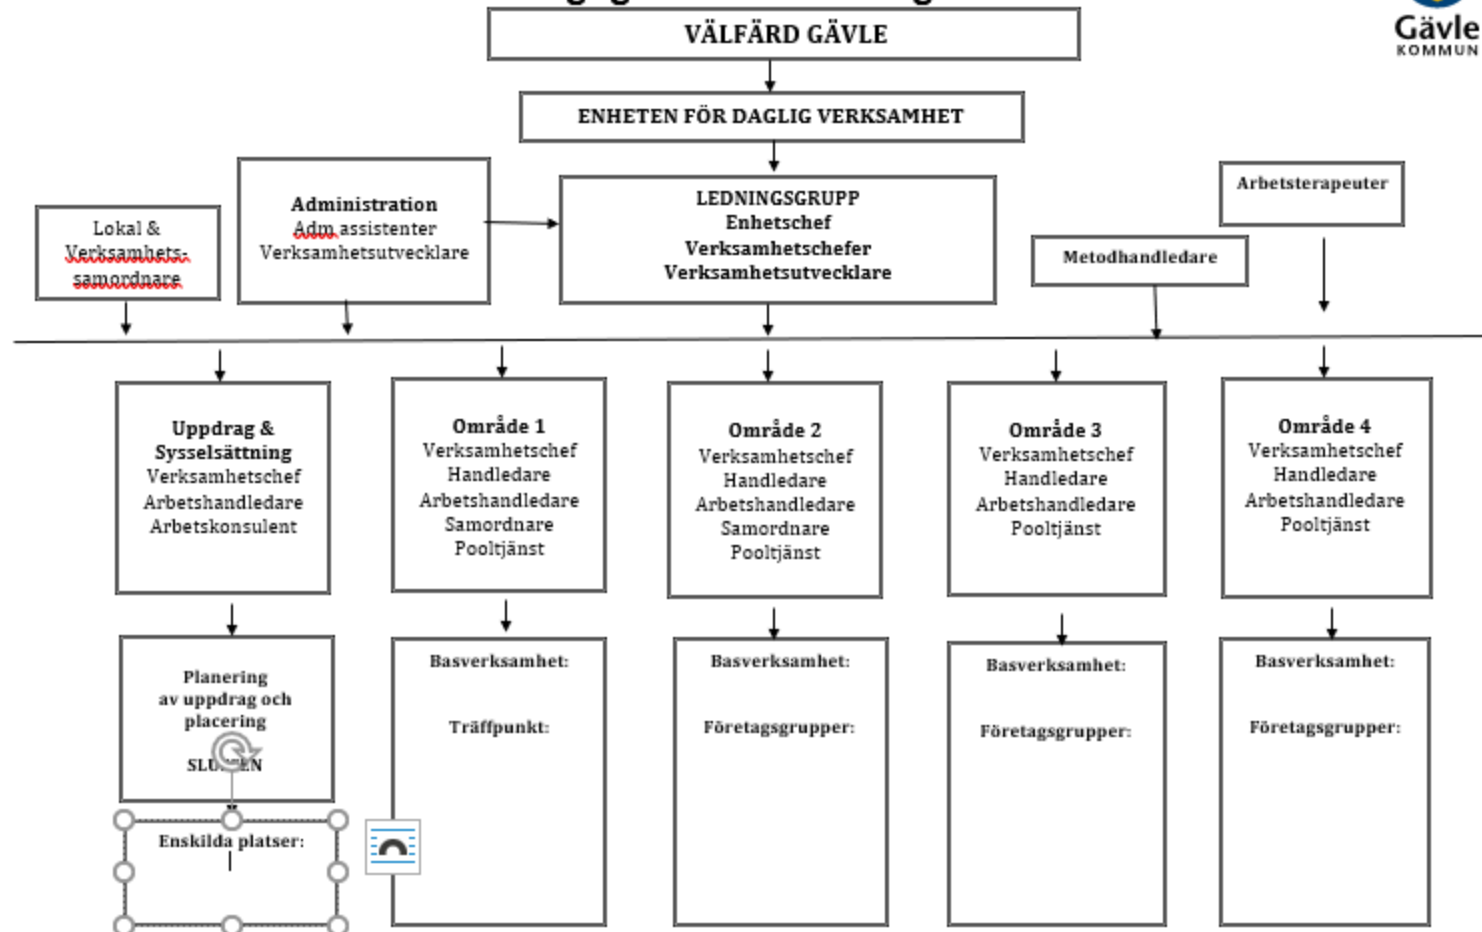 VÄLFÄRD GÄVLE
Gävle
KOMMUN
ENHETEN FÖR DAGLIG VERKSAMHET
Lokal &
Verksamhets-
samordnare
Administration
Adm assistenter
Verksamhetsutvecklare
LEDNINGSGRUPP
Enhetschef
Verksamhetschefer
Verksamhetsutvecklare
Metodhandledare
Arbetsterapeuter
Uppdrag &
Sysselsättning
Verksamhetschef
Arbetshandledare
Arbetskonsulent
Område 1
Verksamhetschef
Handledare
Arbetshandledare
Samordnare
Pooltjänst
Område 2
Verksamhetschef
Handledare
Arbetshandledare
Samordnare
Pooltjänst
Område 3
Verksamhetschef
Handledare
Arbetshandledare
Pooltjänst
Område 4
Verksamhetschef
Handledare
Arbetshandledare
Pooltjänst
Planering
av uppdrag och
placering
Enskilda platser:
Basverksamhet:
Träffpunkt:
Basverksamhet:
Företagsgrupper:
Basverksamhet:
Företagsgrupper:
Basverksamhet:
Företagsgrupper: